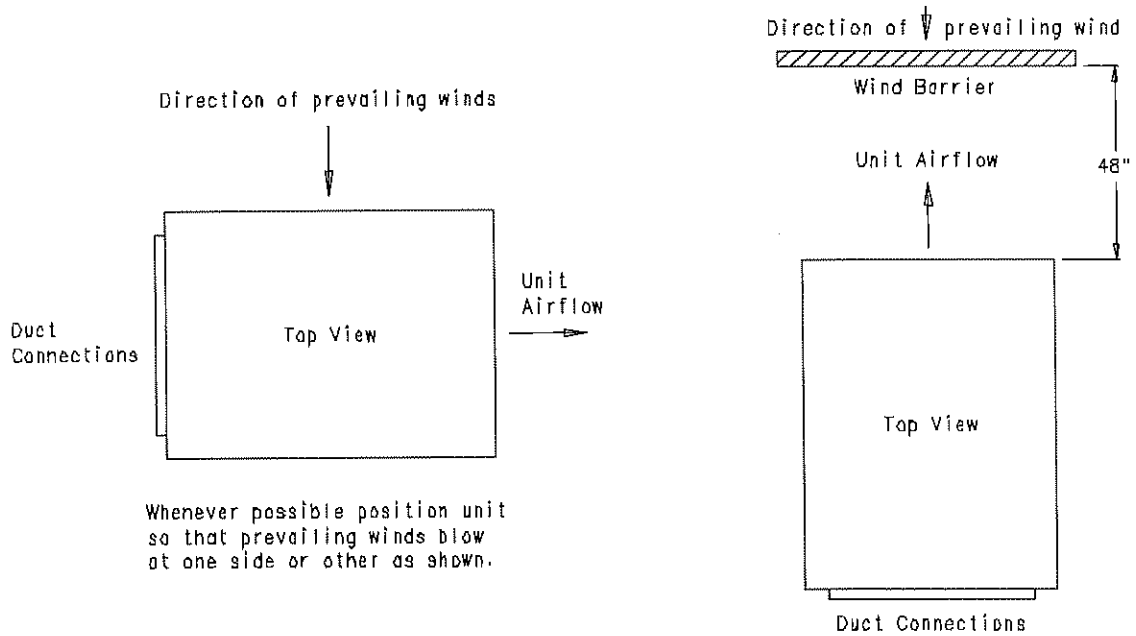 Direction of prevailing winds
Duct
Connections
Top View
Unit
Airflow
Whenever possible position unit
so that prevailing winds blow
at one side or other as shown.
Direction of prevailing wind
Wind Barrier
Unit Airflow
48"
Top View
Duct Connections